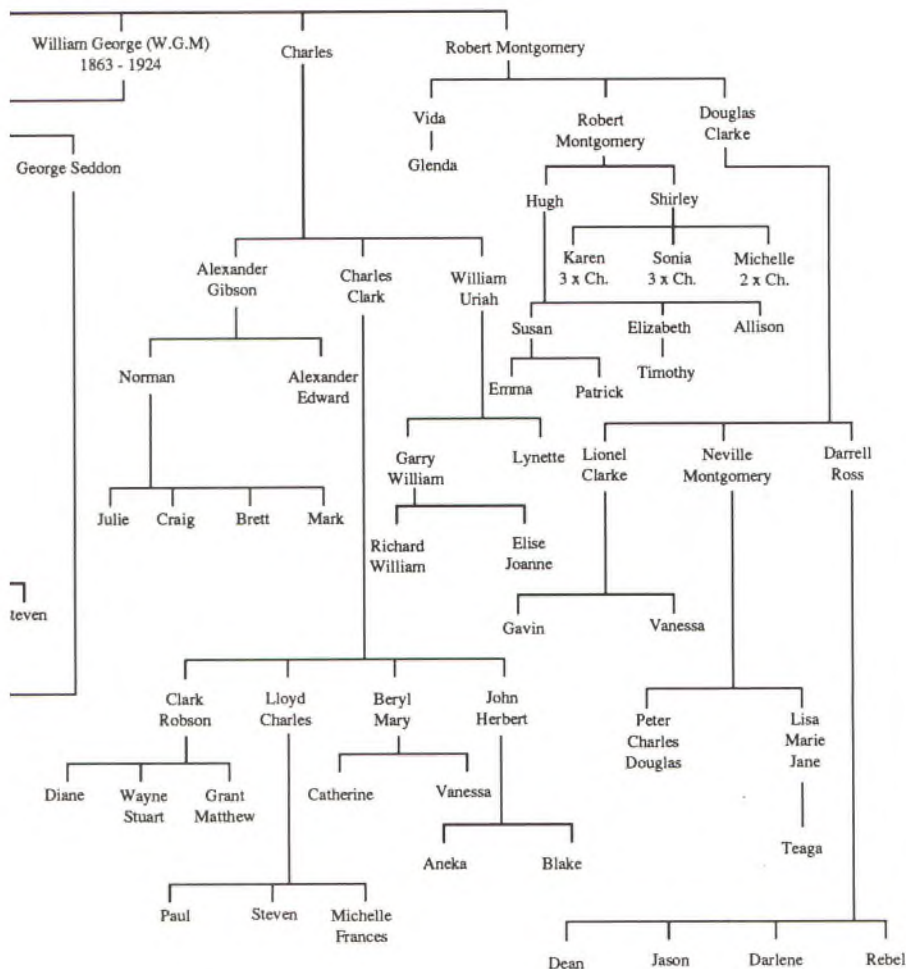 William George (W.G.M)
1863 - 1924
Charles
Robert Montgomery
Vida
Robert
Montgomery
Douglas
Clarke
George Seddon
Glenda
Hugh
Shirley
Karen
3 x Ch.
Sonia
3 x Ch.
Michelle
2 x Ch.
Alexander
Gibson
Charles
Clark
William
Uriah
Susan
Elizabeth
Allison
Norman
Alexander
Edward
Emma
Patrick
Timothy
Garry
William
Lynette
Lionel
Clarke
Neville
Montgomery
Darrell
Ross
Julie
Craig
Brett
Mark
Richard
William
Elise
Joanne
teven
Gavin
Vanessa
Clark
Robson
Lloyd
Charles
Beryl
Mary
John
Herbert
Peter
Charles
Douglas
Lisa
Marie
Jane
Diane
Wayne
Stuart
Grant
Matthew
Catherine
Vanessa
Aneka
Blake
Teaga
Paul
Steven
Michelle
Frances
Dean
Jason
Darlene
Rebel